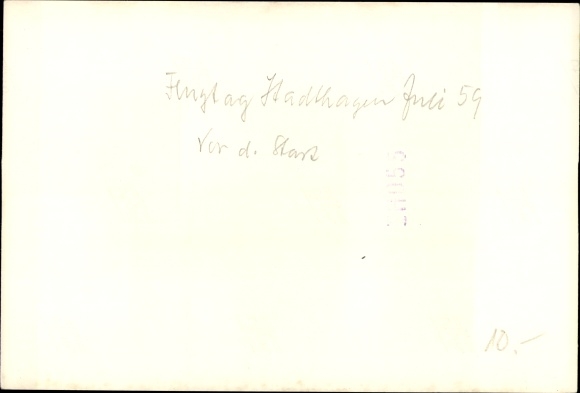 Flugtag Stadthagen Juli 59
Vor d. Start
10.-